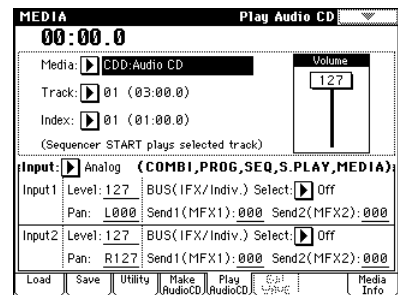 MEDIA Play Audio CD
00:00.0
Media: CDD:Audio CD
Volume
127
Track: 01 (03:00.0)
Index: 01 (01:00.0)
(Sequencer START plays selected track)
Input: Analog (COMBI,PROG,SEQ,S.PLAY,MEDIA):
Input1 Level: 127 BUS(IFX/Indiv.) Select: Off
Pan: L000 Send1(MFX1): 000 Send2(MFX2): 000
Input2 Level: 127 BUS(IFX/Indiv.) Select: Off
Pan: R127 Send1(MFX1): 000 Send2(MFX2): 000
Load Save Utility Make AudioCD Play AudioCD Media Info